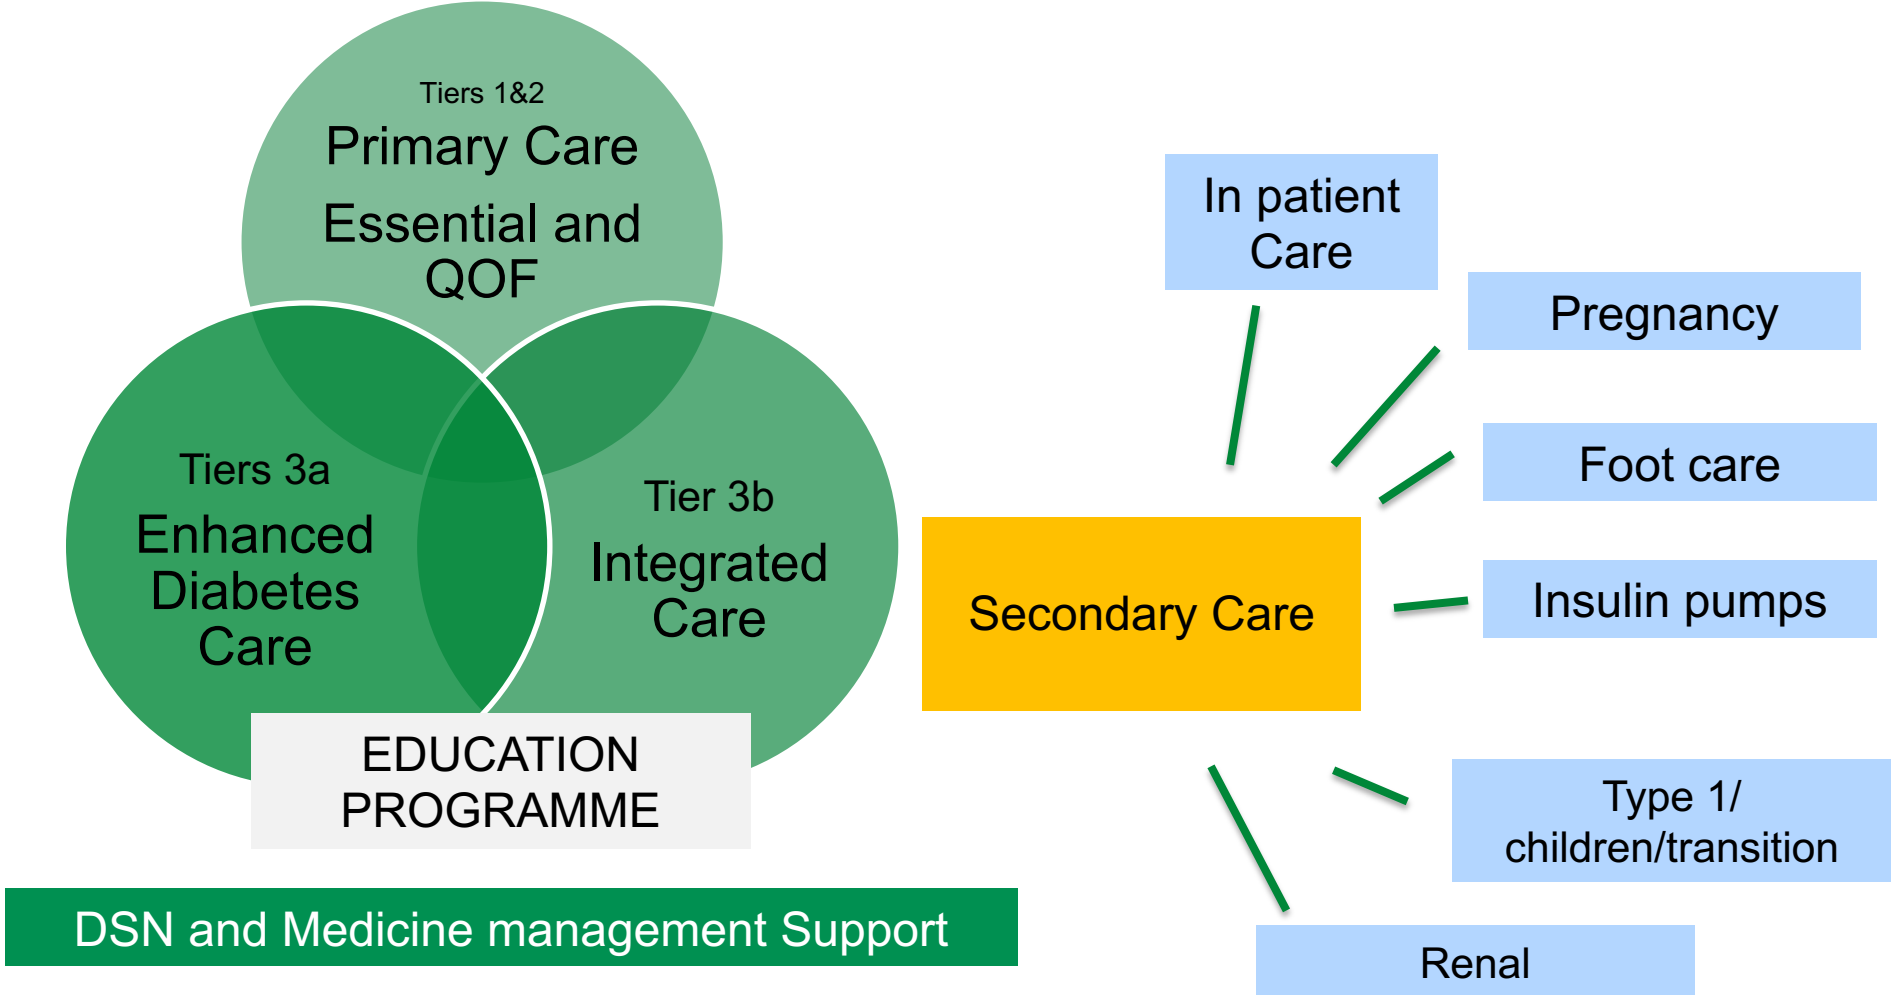 Tiers 1&2
Primary Care
Essential and
QOF
Tiers 3a
Enhanced
Diabetes
Care
Tier 3b
Integrated
Care
EDUCATION
PROGRAMME
DSN and Medicine management Support
Secondary Care
In patient
Care
Pregnancy
Foot care
Insulin pumps
Type 1/
children/transition
Renal